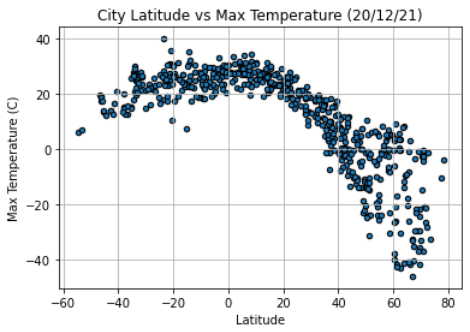 City Latitude vs Max Temperature (20/12/21)
40
20
0
−20
−40
Max Temperature (C)
−60 −40 −20 0 20 40 60 80
Latitude